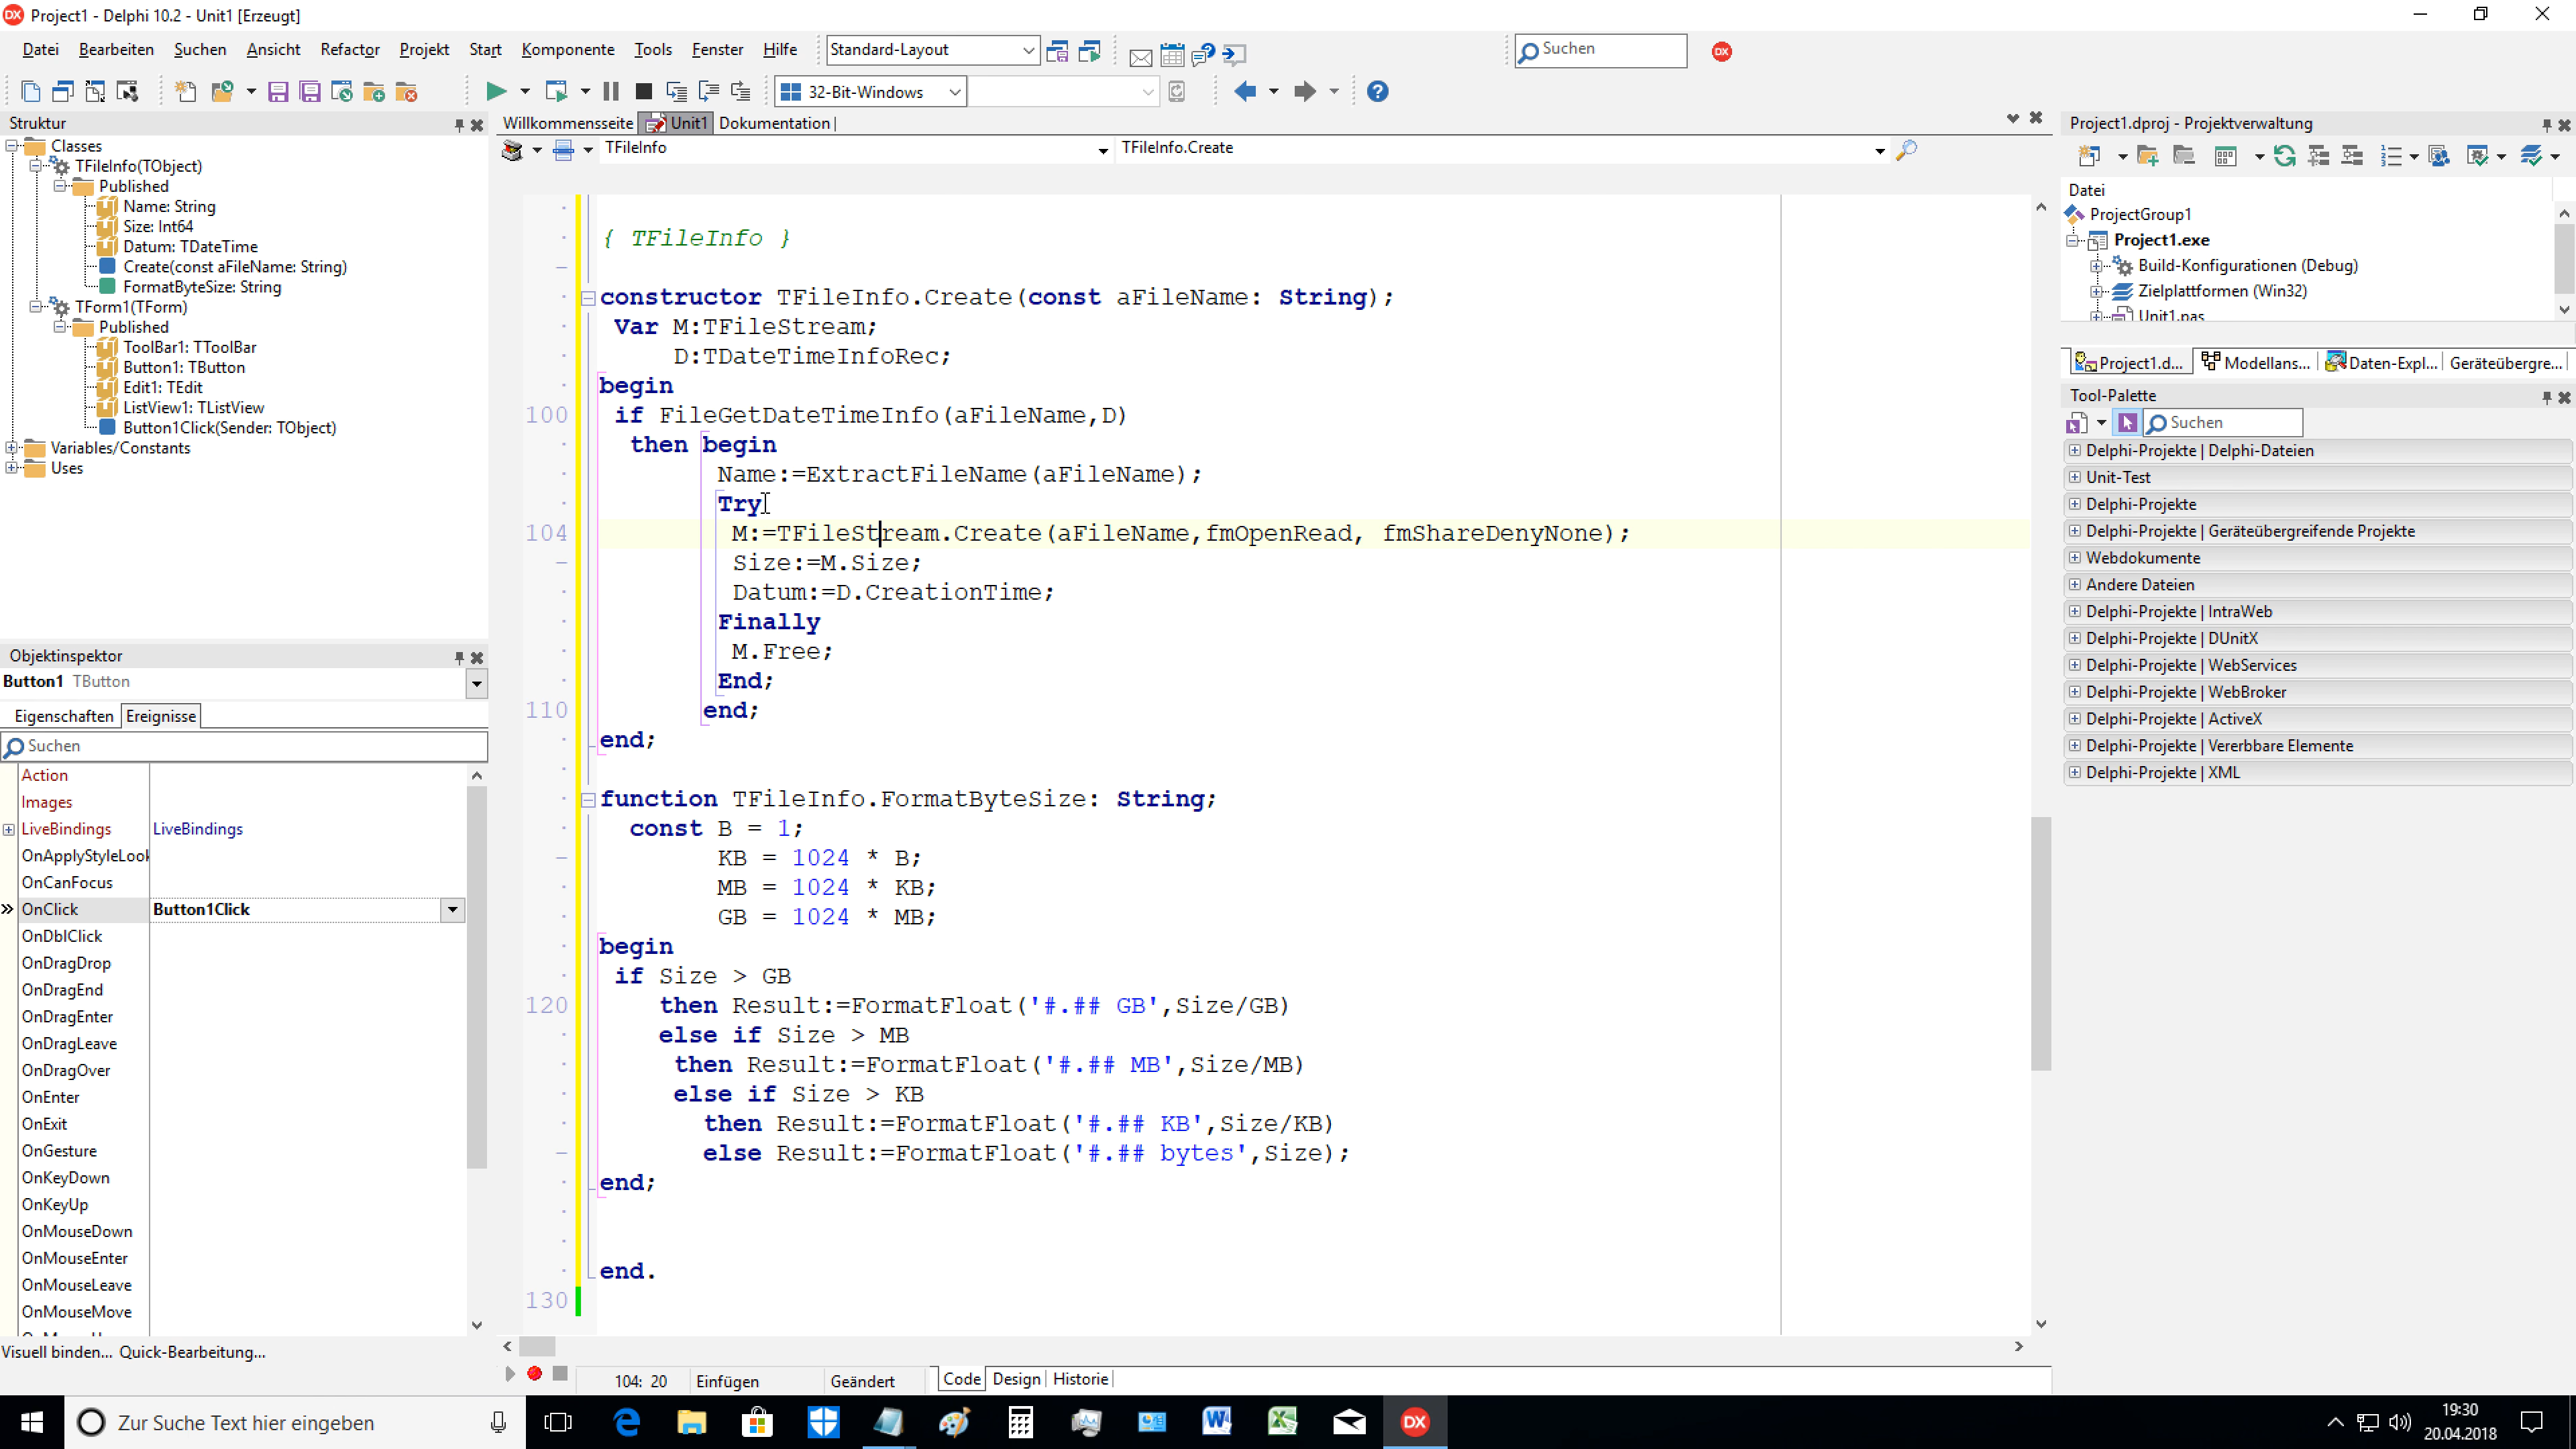 Project1 - Delphi 10.2 - Unit1 [Erzeugt]
Datei Bearbeiten Suchen Ansicht Refactor Projekt Start Komponente Tools Fenster Hilfe
Standard-Layout
Suchen
DX
32-Bit-Windows
Struktur
Classes
TFileInfo(TObject)
Published
Name: String
Size: Int64
Datum: TDateTime
Create(const aFileName: String)
FormatByteSize: String
TForm1(TForm)
Published
ToolBar1: TToolBar
Button1: TButton
Edit1: TEdit
ListView1: TListView
Button1Click(Sender: TObject)
Variables/Constants
Uses
Objektinspektor
Button1 TButton
Eigenschaften Ereignisse
Suchen
Action
Images
LiveBindings LiveBindings
OnApplyStyleLook
OnCanFocus
OnClick Button1Click
OnDblClick
OnDragDrop
OnDragEnd
OnDragEnter
OnDragLeave
OnDragOver
OnEnter
OnExit
OnGesture
OnKeyDown
OnKeyUp
OnMouseDown
OnMouseEnter
OnMouseLeave
OnMouseMove
Visuell binden... Quick-Bearbeitung...
Willkommensseite Unit1 Dokumentation
TFileInfo TFileInfo.Create
{ TFileInfo }
constructor TFileInfo.Create(const aFileName: String);
Var M:TFileStream;
D:TDateTimeInfoRec;
begin
100 if FileGetDateTimeInfo(aFileName,D)
then begin
Name:=ExtractFileName(aFileName);
Try
104 M:=TFileStream.Create(aFileName,fmOpenRead, fmShareDenyNone);
Size:=M.Size;
Datum:=D.CreationTime;
Finally
M.Free;
End;
110 end;
end;
function TFileInfo.FormatByteSize: String;
const B = 1;
KB = 1024 * B;
MB = 1024 * KB;
GB = 1024 * MB;
begin
if Size > GB
120 then Result:=FormatFloat('#.## GB',Size/GB)
else if Size > MB
then Result:=FormatFloat('#.## MB',Size/MB)
else if Size > KB
then Result:=FormatFloat('#.## KB',Size/KB)
else Result:=FormatFloat('#.## bytes',Size);
end;
end.
130
104: 20 Einfügen Geändert Code Design Historie
Project1.dproj - Projektverwaltung
Datei
ProjectGroup1
Project1.exe
Build-Konfigurationen (Debug)
Zielplattformen (Win32)
Unit1.pas
Project1.d... Modellans... Daten-Expl... Geräteübergre...
Tool-Palette
Suchen
Delphi-Projekte | Delphi-Dateien
Unit-Test
Delphi-Projekte
Delphi-Projekte | Geräteübergreifende Projekte
Webdokumente
Andere Dateien
Delphi-Projekte | IntraWeb
Delphi-Projekte | DUnitX
Delphi-Projekte | WebServices
Delphi-Projekte | WebBroker
Delphi-Projekte | ActiveX
Delphi-Projekte | Vererbbare Elemente
Delphi-Projekte | XML
Zur Suche Text hier eingeben
DX
19:30
20.04.2018